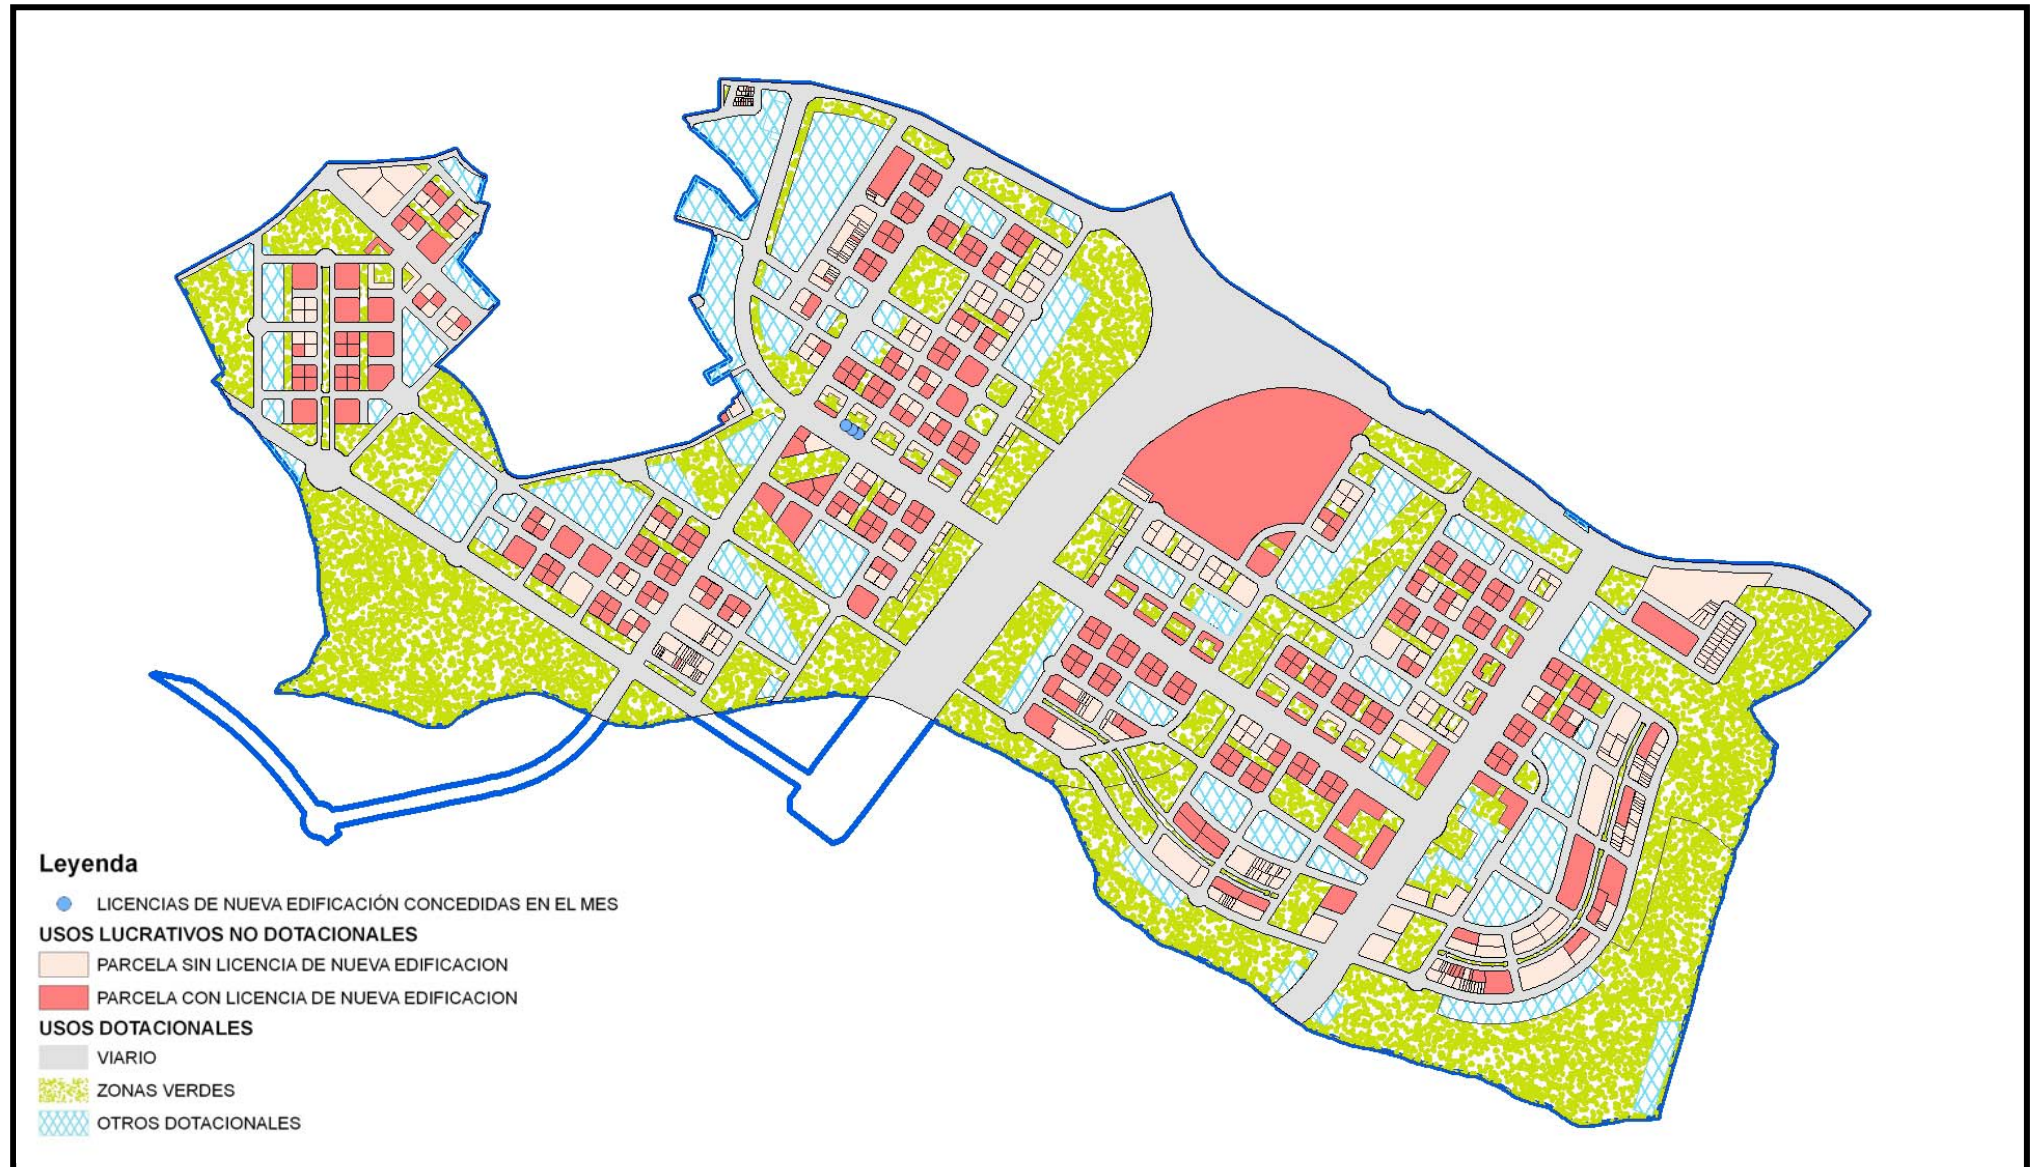 Leyenda
LICENCIAS DE NUEVA EDIFICACIÓN CONCEDIDAS EN EL MES
USOS LUCRATIVOS NO DOTACIONALES
PARCELA SIN LICENCIA DE NUEVA EDIFICACION
PARCELA CON LICENCIA DE NUEVA EDIFICACION
USOS DOTACIONALES
VIARIO
ZONAS VERDES
OTROS DOTACIONALES